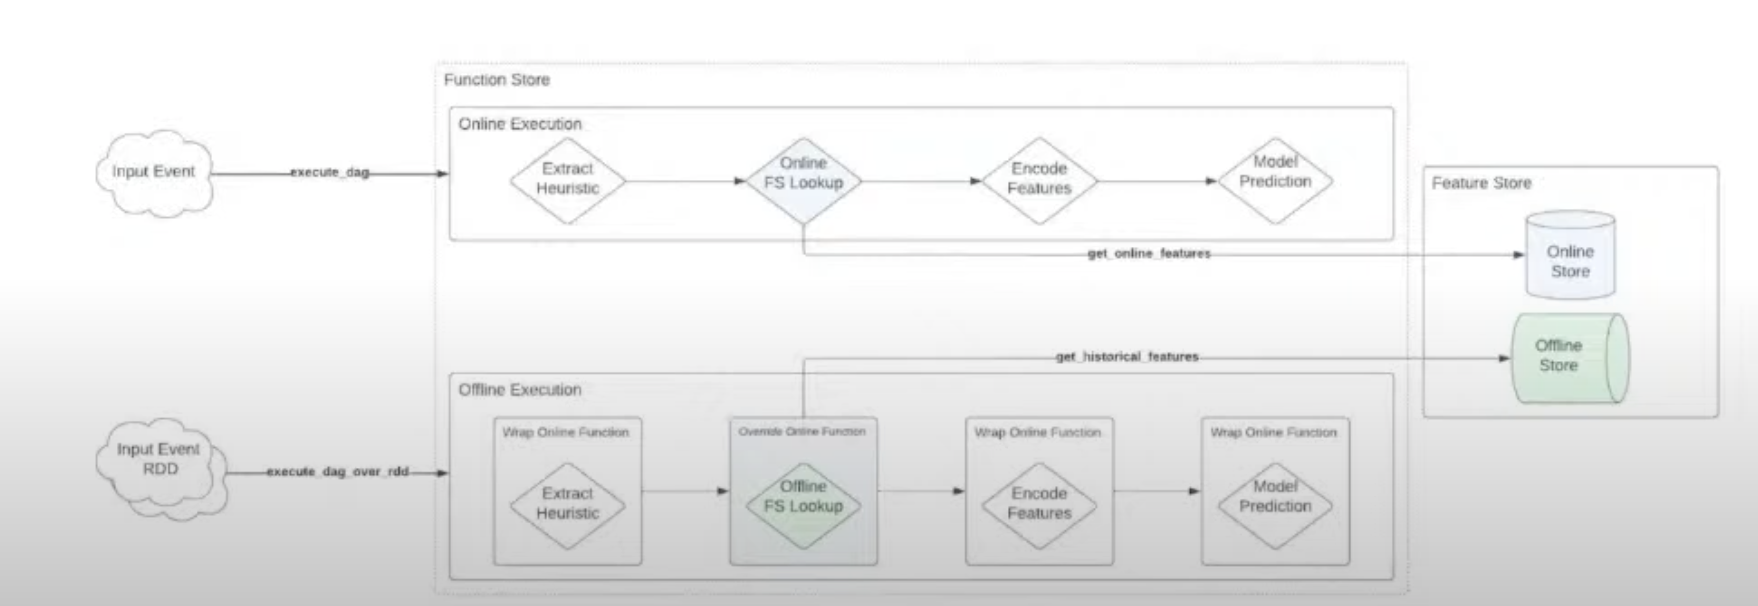 Function Store
Online Execution
Input Event
execute_dag
Extract
Heuristic
Online
FS Lookup
Encode
Features
Model
Prediction
Feature Store
get_online_features
Online
Store
get_historical_features
Offline
Store
Offline Execution
Input Event
RDD
execute_dag_over_rdd
Wrap Online Function
Extract
Heuristic
Override Online Function
Offline
FS Lookup
Wrap Online Function
Encode
Features
Wrap Online Function
Model
Prediction